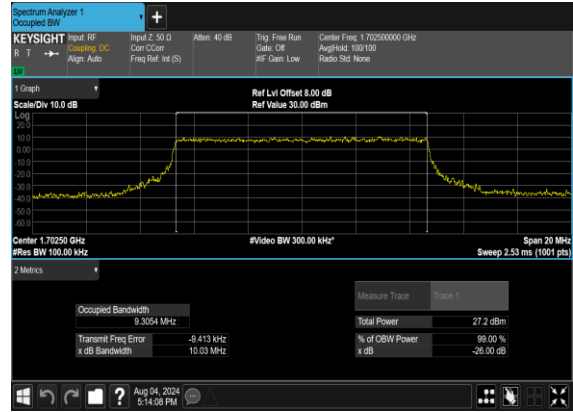 Spectrum Analyzer 1
Occupied BW
+
KEYSIGHT Input: RF Input Z: 50 Ω Atten: 40 dB Trig: Free Run Center Freq: 1.702500000 GHz
R T Coupling: DC Corr CCorr Gate: Off Avg|Hold: 100/100
Align: Auto Freq Ref: Int (S) #IF Gain: Low Radio Std: None
1 Graph Ref Lvl Offset 8.00 dB
Scale/Div 10.0 dB Ref Value 30.00 dBm
Log
20.0
10.0
0.00
-10.0
-20.0
-30.0
-40.0
-50.0
-60.0
Center 1.70250 GHz #Video BW 300.00 kHz* Span 20 MHz
#Res BW 100.00 kHz Sweep 2.53 ms (1001 pts)
2 Metrics
Measure Trace Trace 1
Occupied Bandwidth
9.3054 MHz Total Power 27.2 dBm
Transmit Freq Error -9.413 kHz % of OBW Power 99.00 %
x dB Bandwidth 10.03 MHz x dB -26.00 dB
? Aug 04, 2024
5:14:08 PM